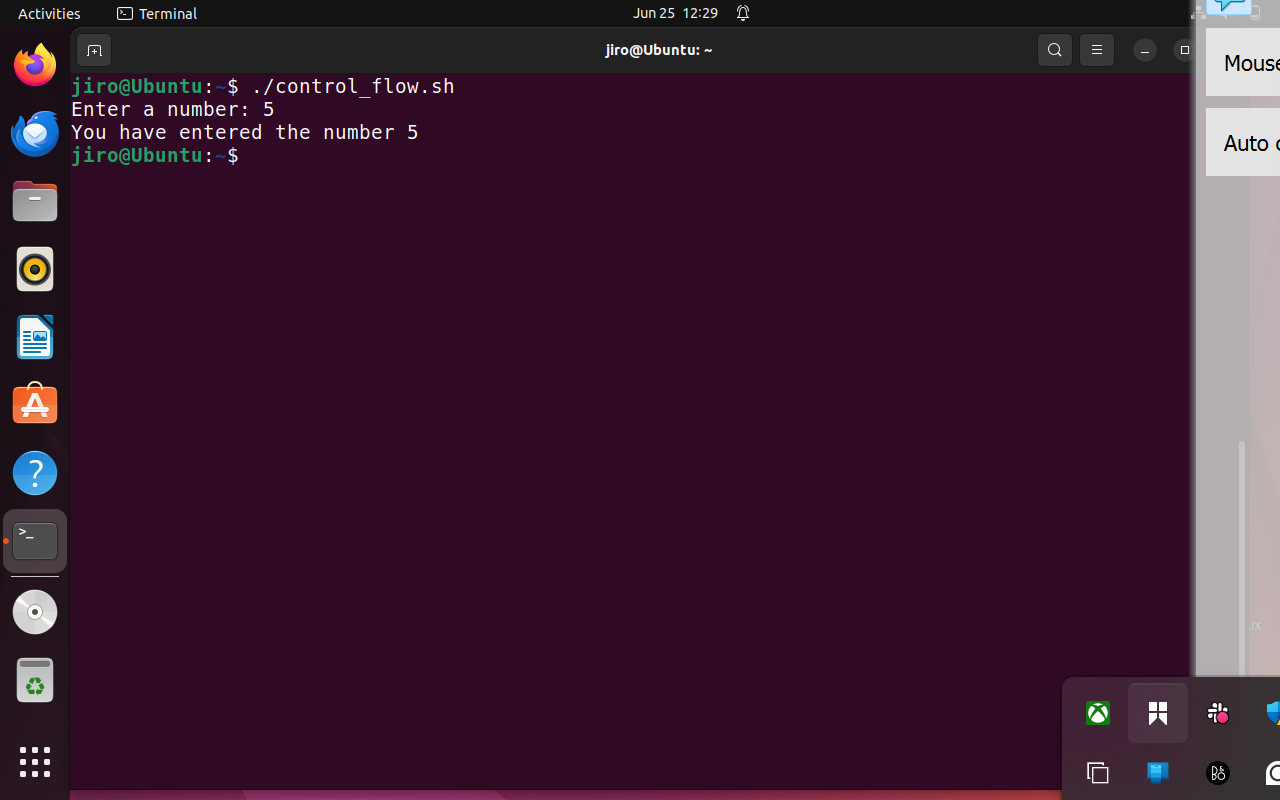 Activities
Terminal
Jun 25 12:29
jiro@Ubuntu: ~
jiro@Ubuntu:~$ ./control_flow.sh
Enter a number: 5
You have entered the number 5
jiro@Ubuntu:~$
Mouse
Auto